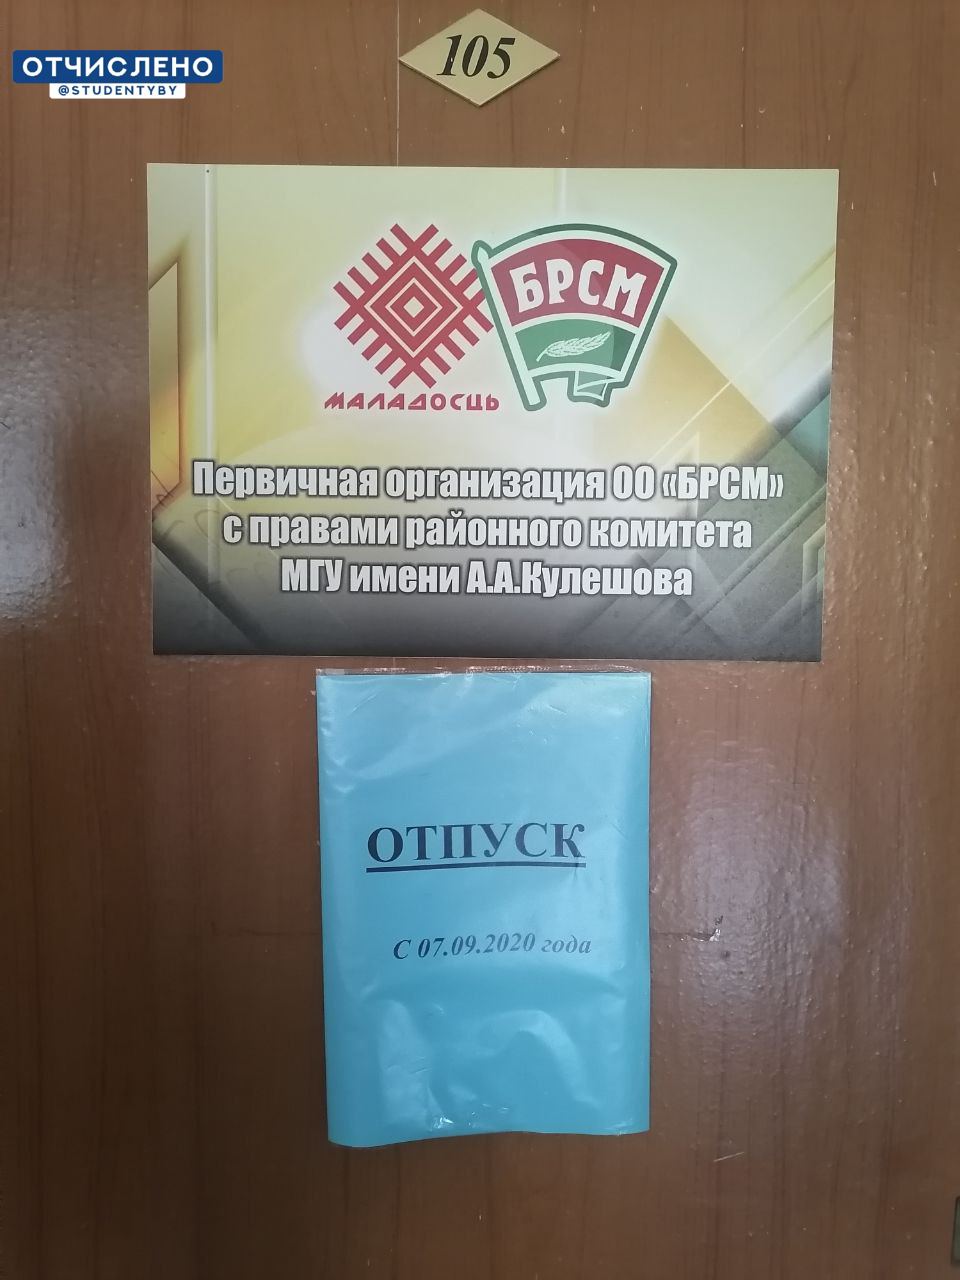 ОТЧИСЛЕНО
@STUDENTYBY
105
БРСМ
МАЛАДОСЦЬ
Первичная организация ОО «БРСМ»
с правами районного комитета
МГУ имени А.А.Кулешова
ОТПУСК
С 07.09.2020 года